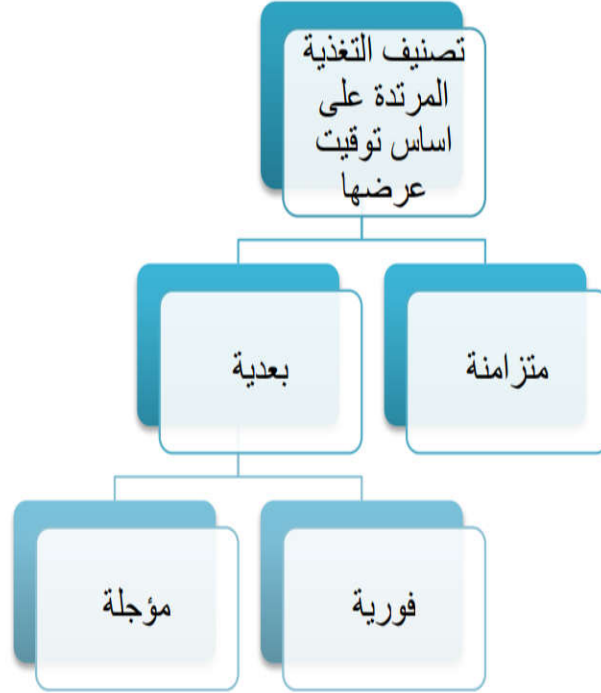 تصنيف التغذية
المرتدة على
اساس توقيت
عرضها
متزامنة
بعدية
فورية
مؤجلة